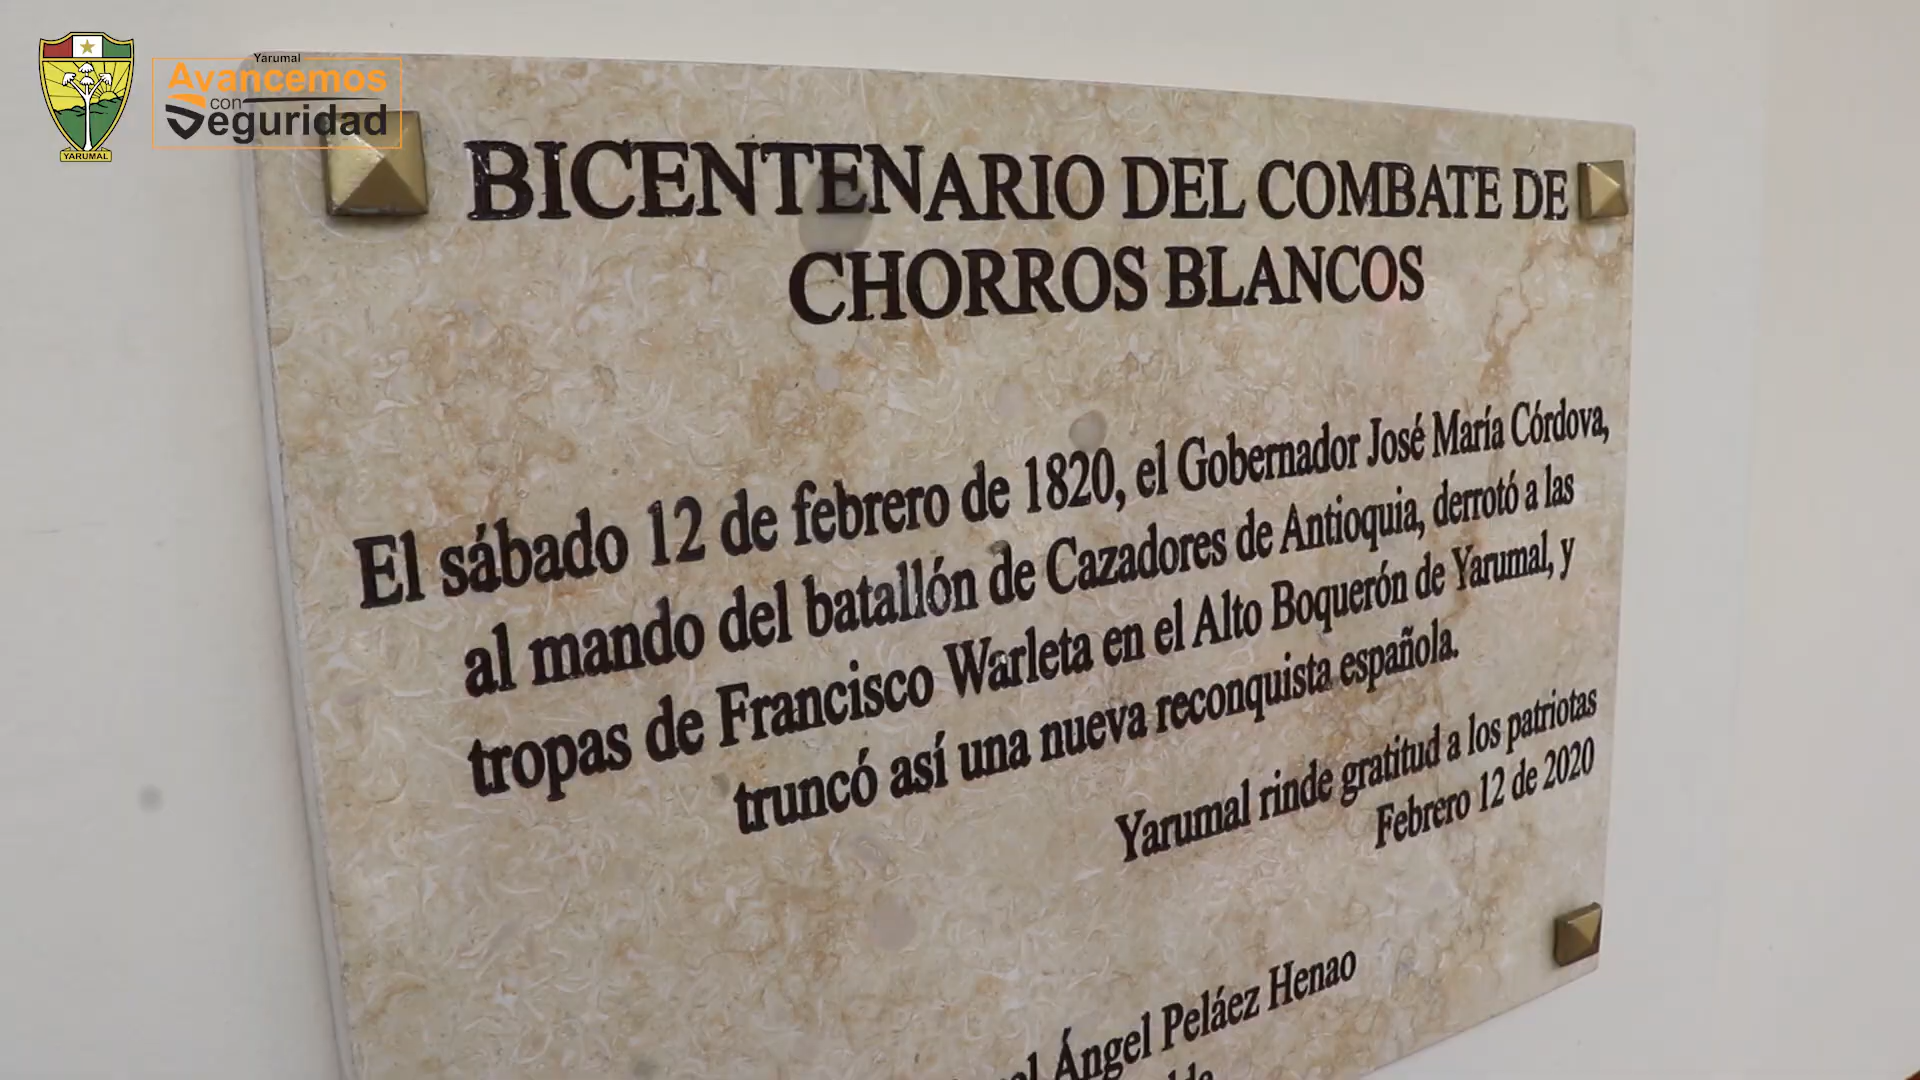 YARUMAL
Yarumal
Avancemos
con
Seguridad
BICENTENARIO DEL COMBATE DE
CHORROS BLANCOS
El sábado 12 de febrero de 1820, el Gobernador José María Córdova,
al mando del batallón de Cazadores de Antioquia, derrotó a las
tropas de Francisco Warleta en el Alto Boquerón de Yarumal, y
truncó así una nueva reconquista española.
Yarumal rinde gratitud a los patriotas
Febrero 12 de 2020
Ángel Peláez Henao